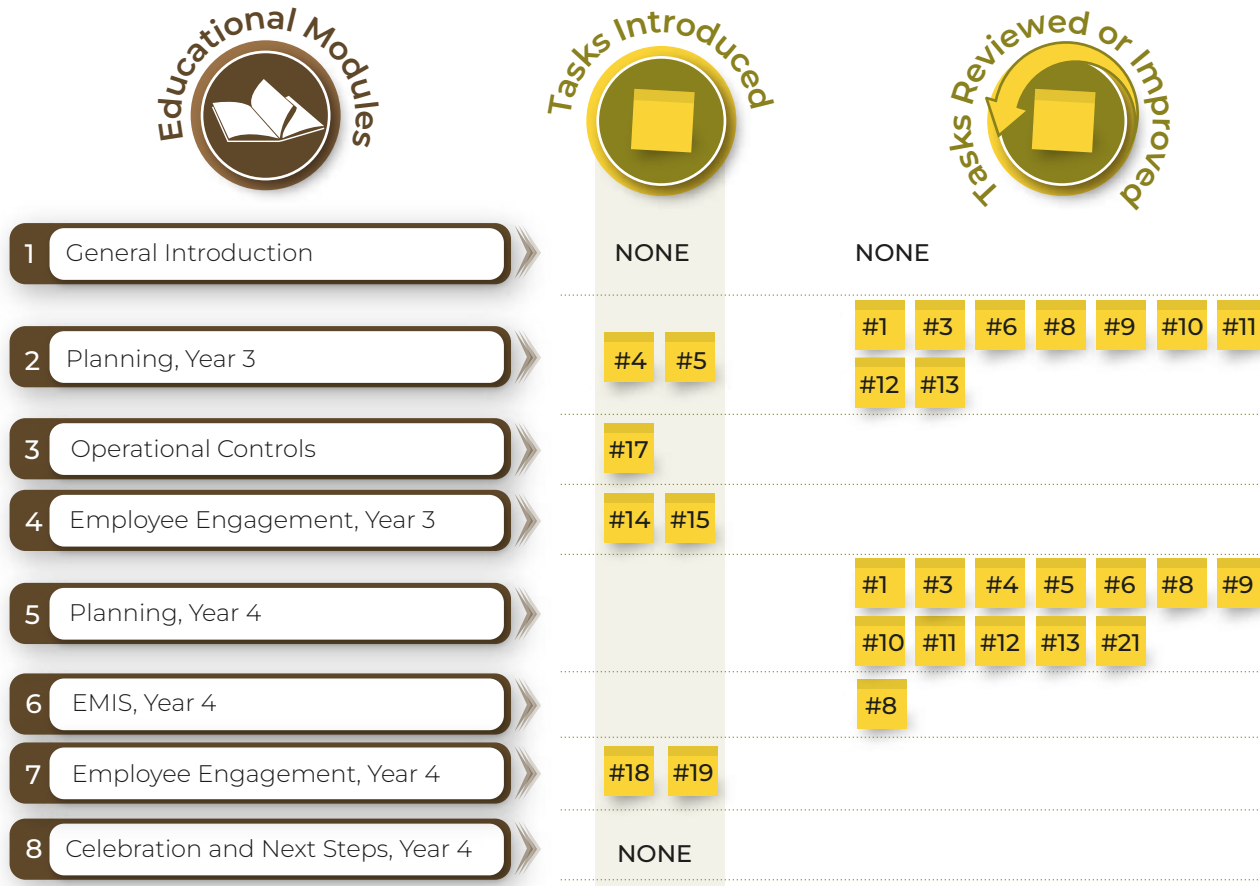 Educational Modules
Tasks Introduced
Tasks Reviewed or Improved
1 General Introduction NONE NONE
2 Planning, Year 3 #4 #5 #1 #3 #6 #8 #9 #10 #11
#12 #13
3 Operational Controls #17
4 Employee Engagement, Year 3 #14 #15
5 Planning, Year 4 #1 #3 #4 #5 #6 #8 #9
#10 #11 #12 #13 #21
6 EMIS, Year 4 #8
7 Employee Engagement, Year 4 #18 #19
8 Celebration and Next Steps, Year 4 NONE